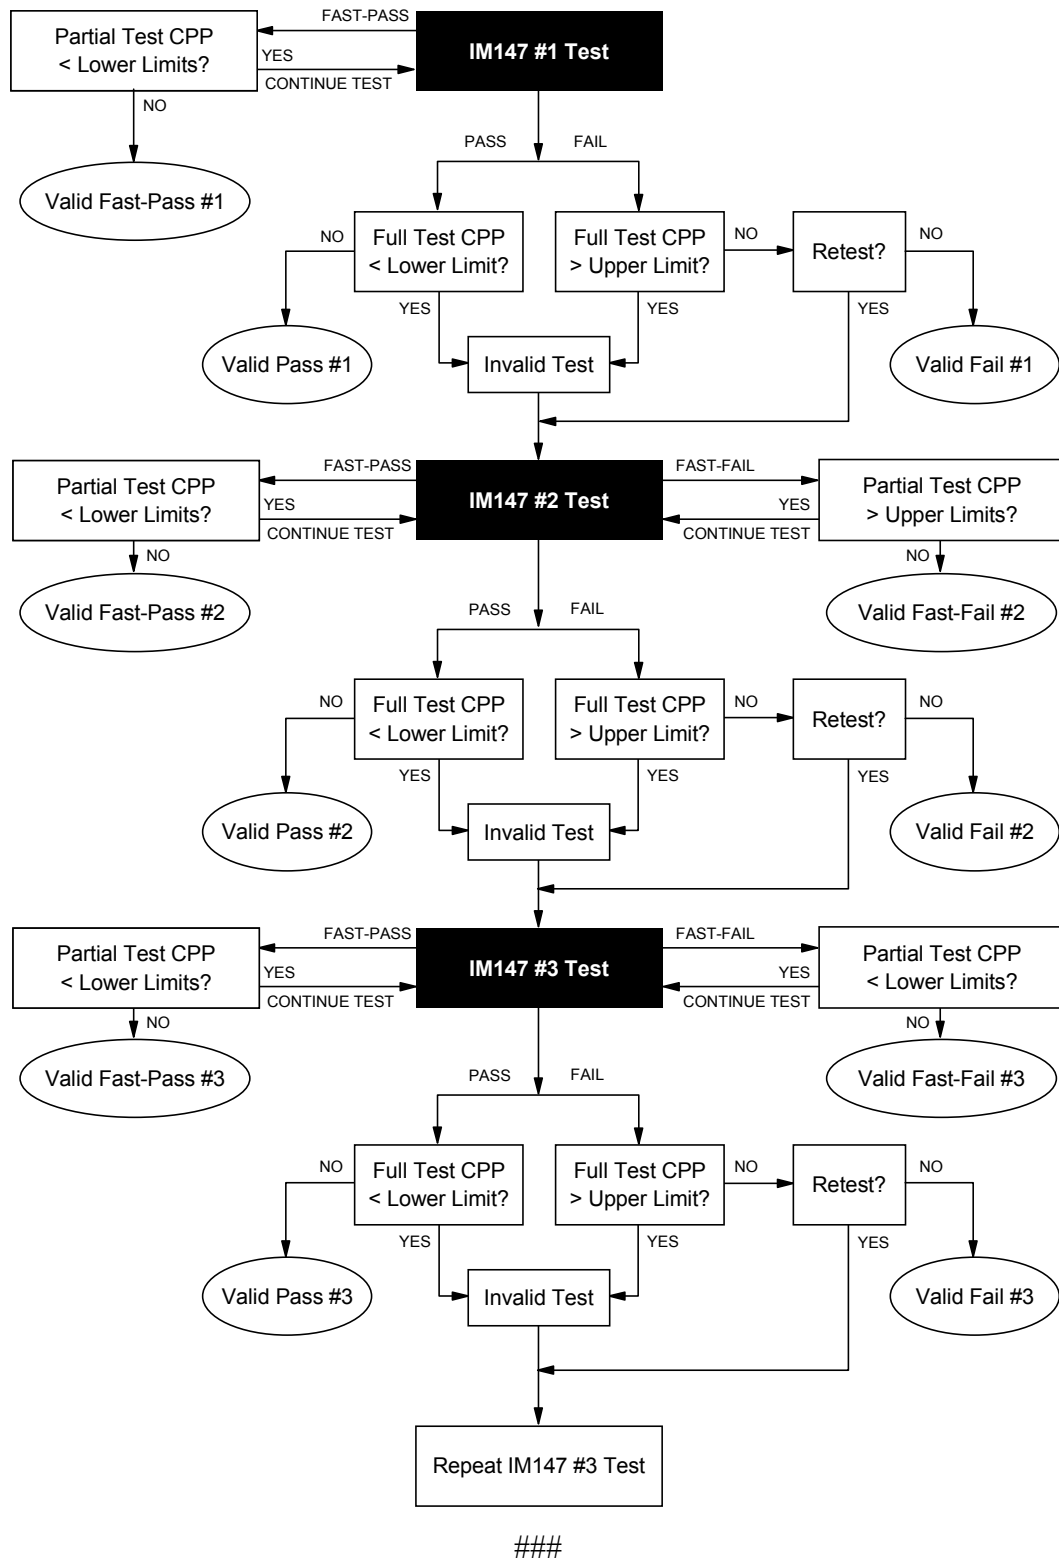 FAST-PASS
Partial Test CPP
< Lower Limits?
YES
CONTINUE TEST
IM147 #1 Test
NO
Valid Fast-Pass #1
PASS
FAIL
NO
Full Test CPP
< Lower Limit?
Full Test CPP
> Upper Limit?
NO
Retest?
NO
YES
YES
YES
Valid Pass #1
Invalid Test
Valid Fail #1
FAST-PASS
FAST-FAIL
Partial Test CPP
< Lower Limits?
YES
CONTINUE TEST
IM147 #2 Test
YES
CONTINUE TEST
Partial Test CPP
> Upper Limits?
NO
NO
Valid Fast-Pass #2
Valid Fast-Fail #2
PASS
FAIL
NO
Full Test CPP
< Lower Limit?
Full Test CPP
> Upper Limit?
NO
Retest?
NO
YES
YES
YES
Valid Pass #2
Invalid Test
Valid Fail #2
FAST-PASS
FAST-FAIL
Partial Test CPP
< Lower Limits?
YES
CONTINUE TEST
IM147 #3 Test
YES
CONTINUE TEST
Partial Test CPP
< Lower Limits?
NO
NO
Valid Fast-Pass #3
Valid Fast-Fail #3
PASS
FAIL
NO
Full Test CPP
< Lower Limit?
Full Test CPP
> Upper Limit?
NO
Retest?
NO
YES
YES
YES
Valid Pass #3
Invalid Test
Valid Fail #3
Repeat IM147 #3 Test
###